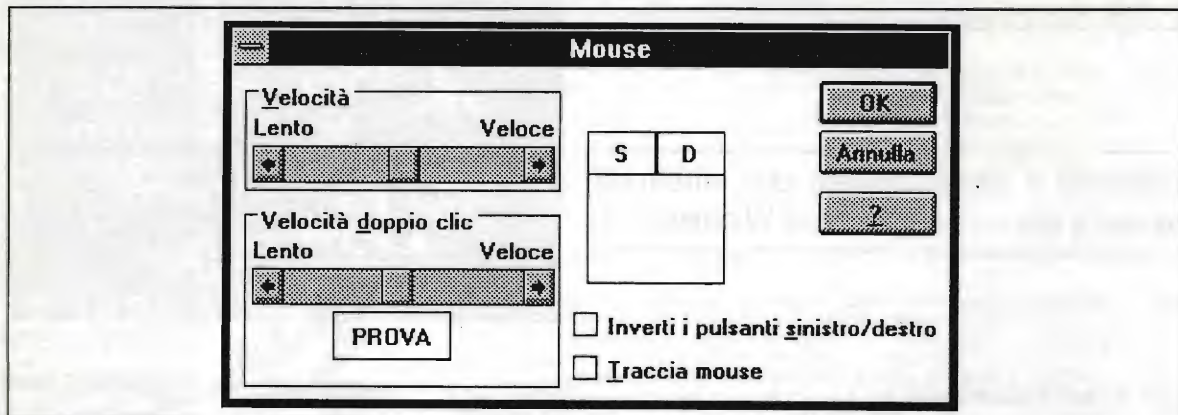 Mouse
Velocità
Lento Veloce
Velocità doppio clic
Lento Veloce
PROVA
S D
Inverti i pulsanti sinistro/destro
Traccia mouse
OK
Annulla
?